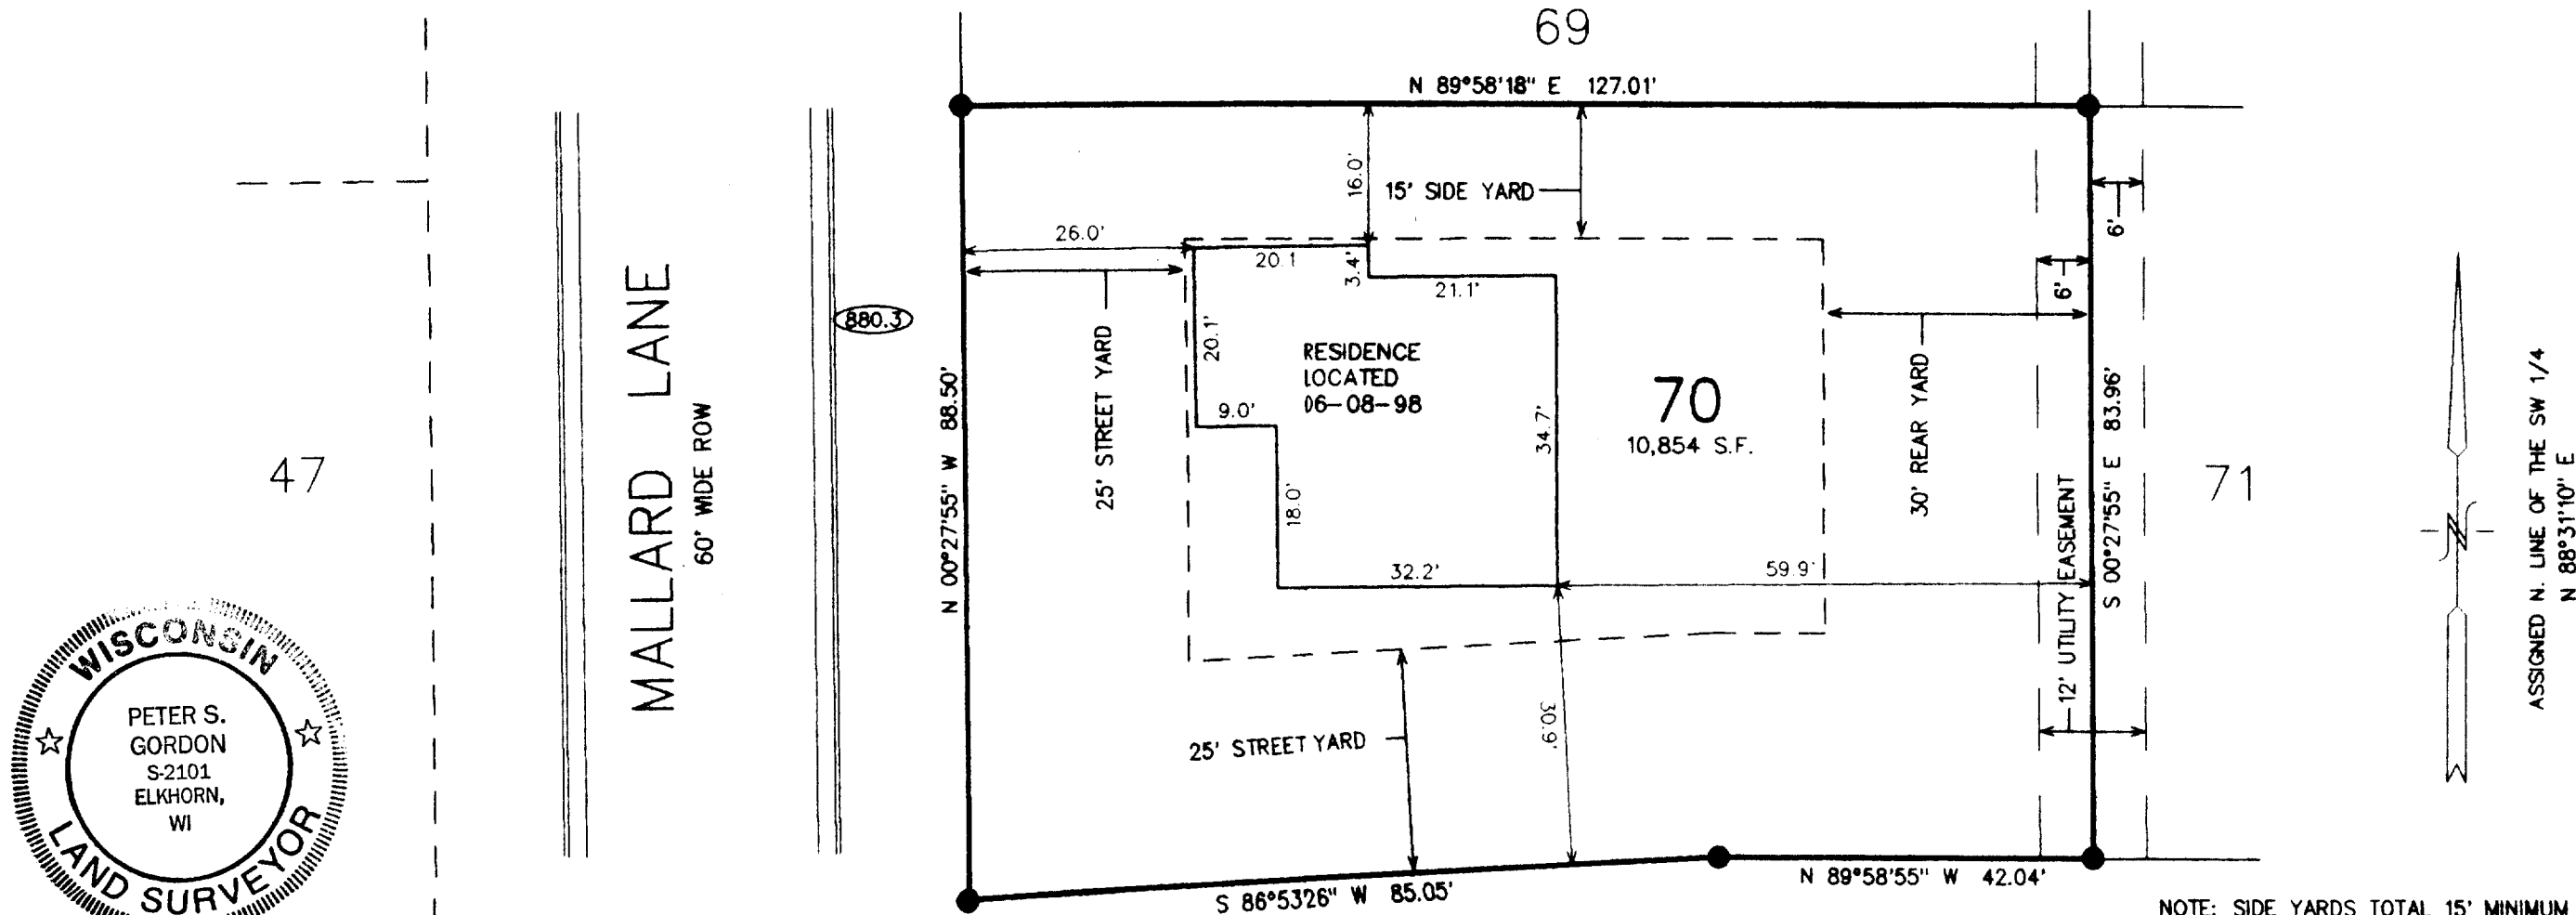 69
N 89°58'18" E 127.01'
16.0'
15' SIDE YARD
6'
26.0'
20.1
3.4'
21.1'
6'
880.3
25' STREET YARD
20.1'
RESIDENCE
LOCATED
06-08-98
9.0'
18.0'
34.7'
70
10,854 S.F.
30' REAR YARD
S 00°27'55" E 83.96'
N 00°27'55" W 88.50'
MALLARD LANE
60' WIDE ROW
47
71
12' UTILITY EASEMENT
32.2'
59.9'
30.9'
25' STREET YARD
N
ASSIGNED N. LINE OF THE SW 1/4
N 88°31'10" E
WISCONSIN
PETER S.
GORDON
S-2101
ELKHORN,
WI
LAND SURVEYOR
S 86°53'26" W 85.05'
N 89°58'55" W 42.04'
NOTE: SIDE YARDS TOTAL 15' MINIMUM